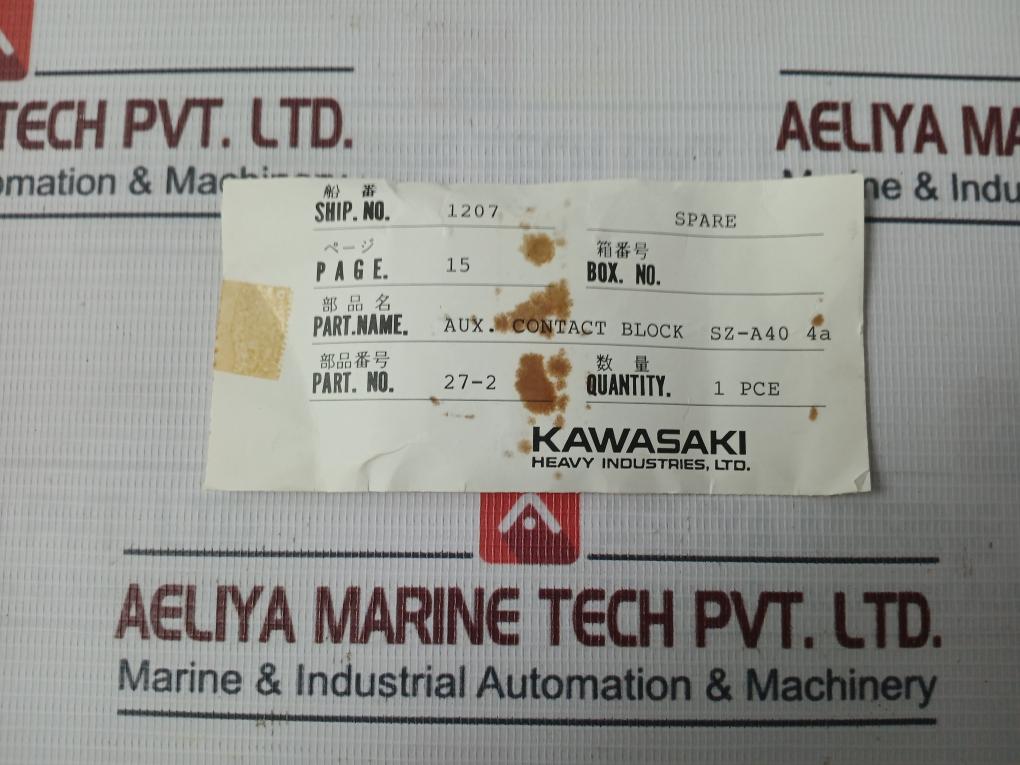 TECH PVT. LTD.
AELIYA MA
omation & Machinery
Marine & Indu
船 番
SHIP. NO. 1207
SPARE
ページ
PAGE. 15
箱番号
BOX. NO.
部品名
PART.NAME. AUX. CONTACT BLOCK SZ-A40 4a
部品番号
PART. NO. 27-2
数 量
QUANTITY. 1 PCE
KAWASAKI
HEAVY INDUSTRIES, LTD.
AELIYA MARINE TECH PVT. LTD.
Marine & Industrial Automation & Machinery